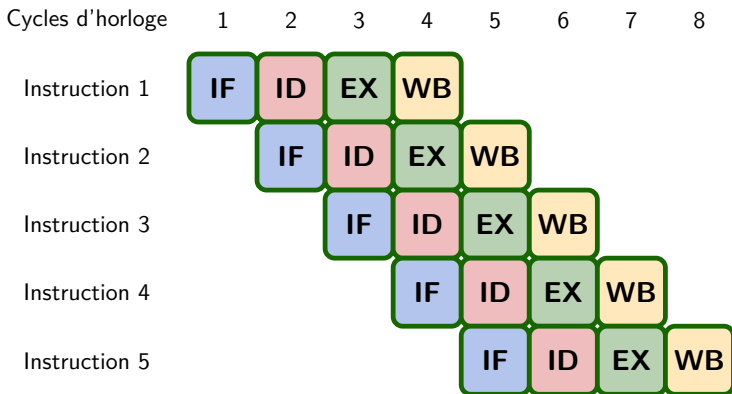 Cycles d'horloge 1 2 3 4 5 6 7 8
Instruction 1 IF ID EX WB
Instruction 2 IF ID EX WB
Instruction 3 IF ID EX WB
Instruction 4 IF ID EX WB
Instruction 5 IF ID EX WB